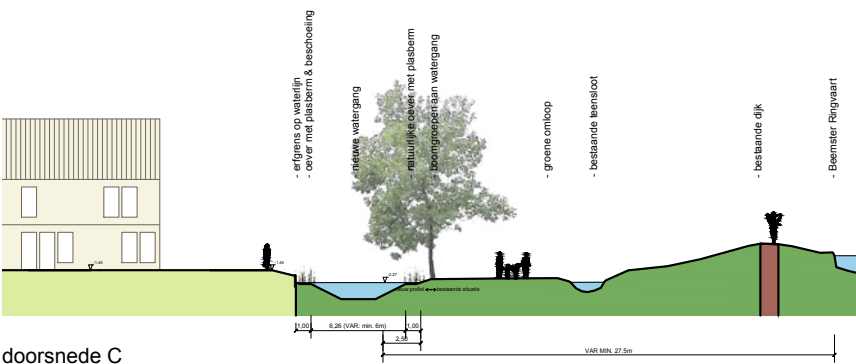 - erfgrens op waterlijn
- oever met plasberm & beschoeiing
- nieuwe watergang
- natuurlijke oever met plasberm
- boomgroepen aan watergang
- groene omloop
- bestaande teensloot
- bestaande dijk
- Beemster Ringvaart
-2.27
nieuw profiel
bestaande situatie
1,00
6,26 (VAR: min. 6m)
1,00
2,50
VAR MIN. 27.5m
doorsnede C